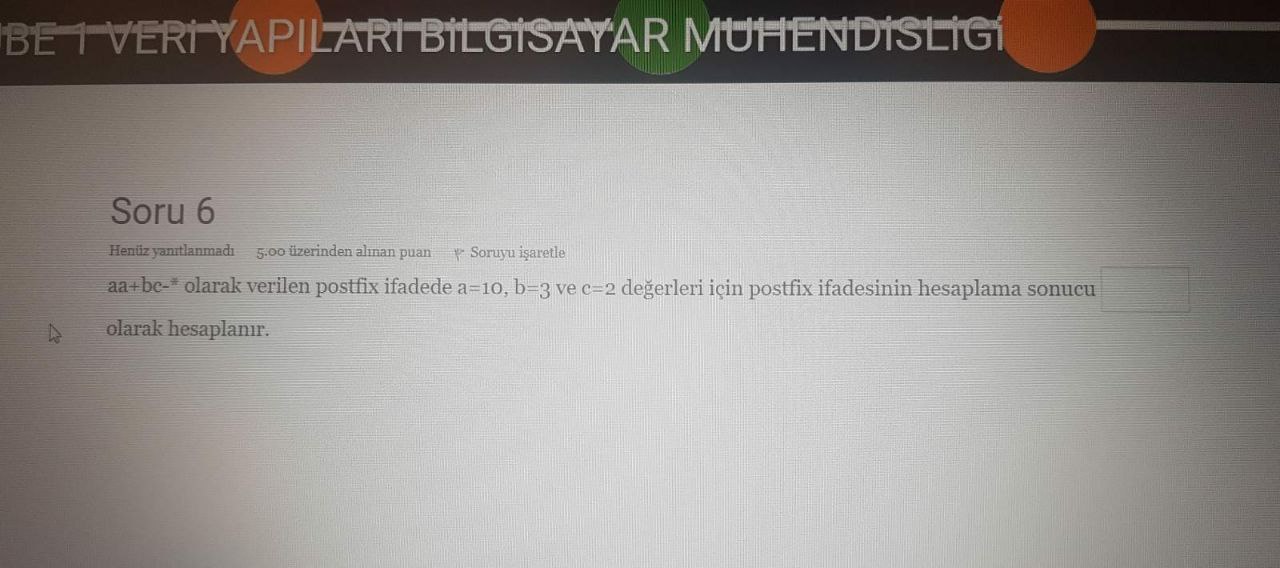 BE 1 VERİ YAPILARI BİLGİSAYAR MÜHENDİSLİĞİ
Soru 6
Henüz yanıtlanmadı 5.00 üzerinden alınan puan Soruyu işaretle
aa+bc-* olarak verilen postfix ifadede a=10, b=3 ve c=2 değerleri için postfix ifadesinin hesaplama sonucu
olarak hesaplanır.